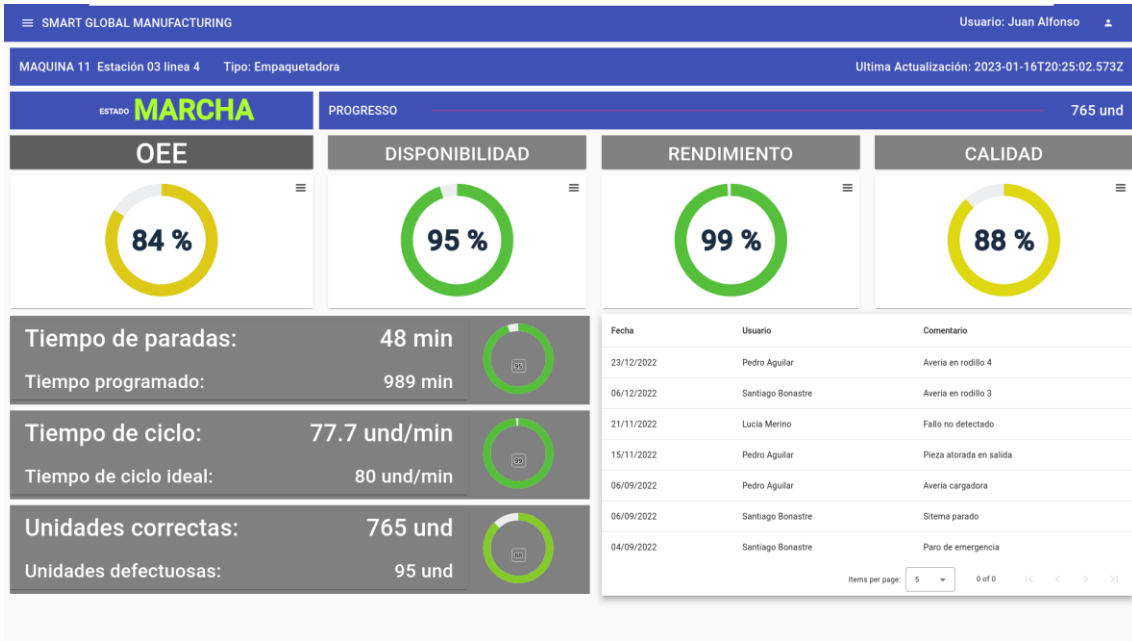 SMART GLOBAL MANUFACTURING Usuario: Juan Alfonso
MAQUINA 11 Estación 03 linea 4 Tipo: Empaquetadora Ultima Actualización: 2023-01-16T20:25:02.573Z
ESTADO MARCHA PROGRESSO 765 und
OEE DISPONIBILIDAD RENDIMIENTO CALIDAD
84 % 95 % 99 % 88 %
Tiempo de paradas: 48 min
Tiempo programado: 989 min
95
Tiempo de ciclo: 77.7 und/min
Tiempo de ciclo ideal: 80 und/min
99
Unidades correctas: 765 und
Unidades defectuosas: 95 und
88
Fecha Usuario Comentario
23/12/2022 Pedro Aguilar Averia en rodillo 4
06/12/2022 Santiago Bonastre Averia en rodillo 3
21/11/2022 Lucía Merino Fallo no detectado
15/11/2022 Pedro Aguilar Pieza atorada en salida
06/09/2022 Pedro Aguilar Averia cargadora
06/09/2022 Santiago Bonastre Sitema parado
04/09/2022 Santiago Bonastre Paro de emergencia
Items per page: 5 0 of 0